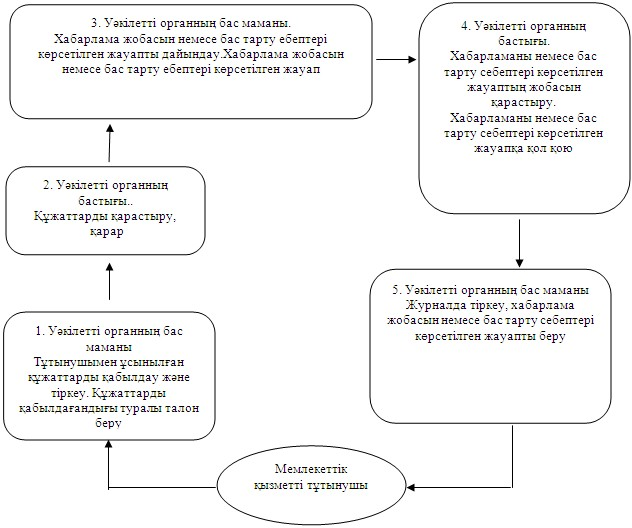 3. Уәкілетті органның бас маманы.
Хабарлама жобасын немесе бас тарту ебептері
көрсетілген жауапты дайындау.Хабарлама жобасын
немесе бас тарту ебептері көрсетілген жауап
4. Уәкілетті органның
бастығы.
Хабарламаны немесе бас
тарту себептері көрсетілген
жауаптың жобасын
қарастыру.
Хабарламаны немесе бас
тарту себептері көрсетілген
жауапқа қол қою
2. Уәкілетті органның
бастығы..
Құжаттарды қарастыру,
қарар
5. Уәкілетті органның бас маманы
Журналда тіркеу, хабарлама
жобасын немесе бас тарту себептері
көрсетілген жауапты беру
1. Уәкілетті органның бас
маманы
Тұтынушымен ұсынылған
құжаттарды қабылдау және
тіркеу. Құжаттарды
қабылдағандығы туралы талон
беру
Мемлекеттік
қызметті тұтынушы